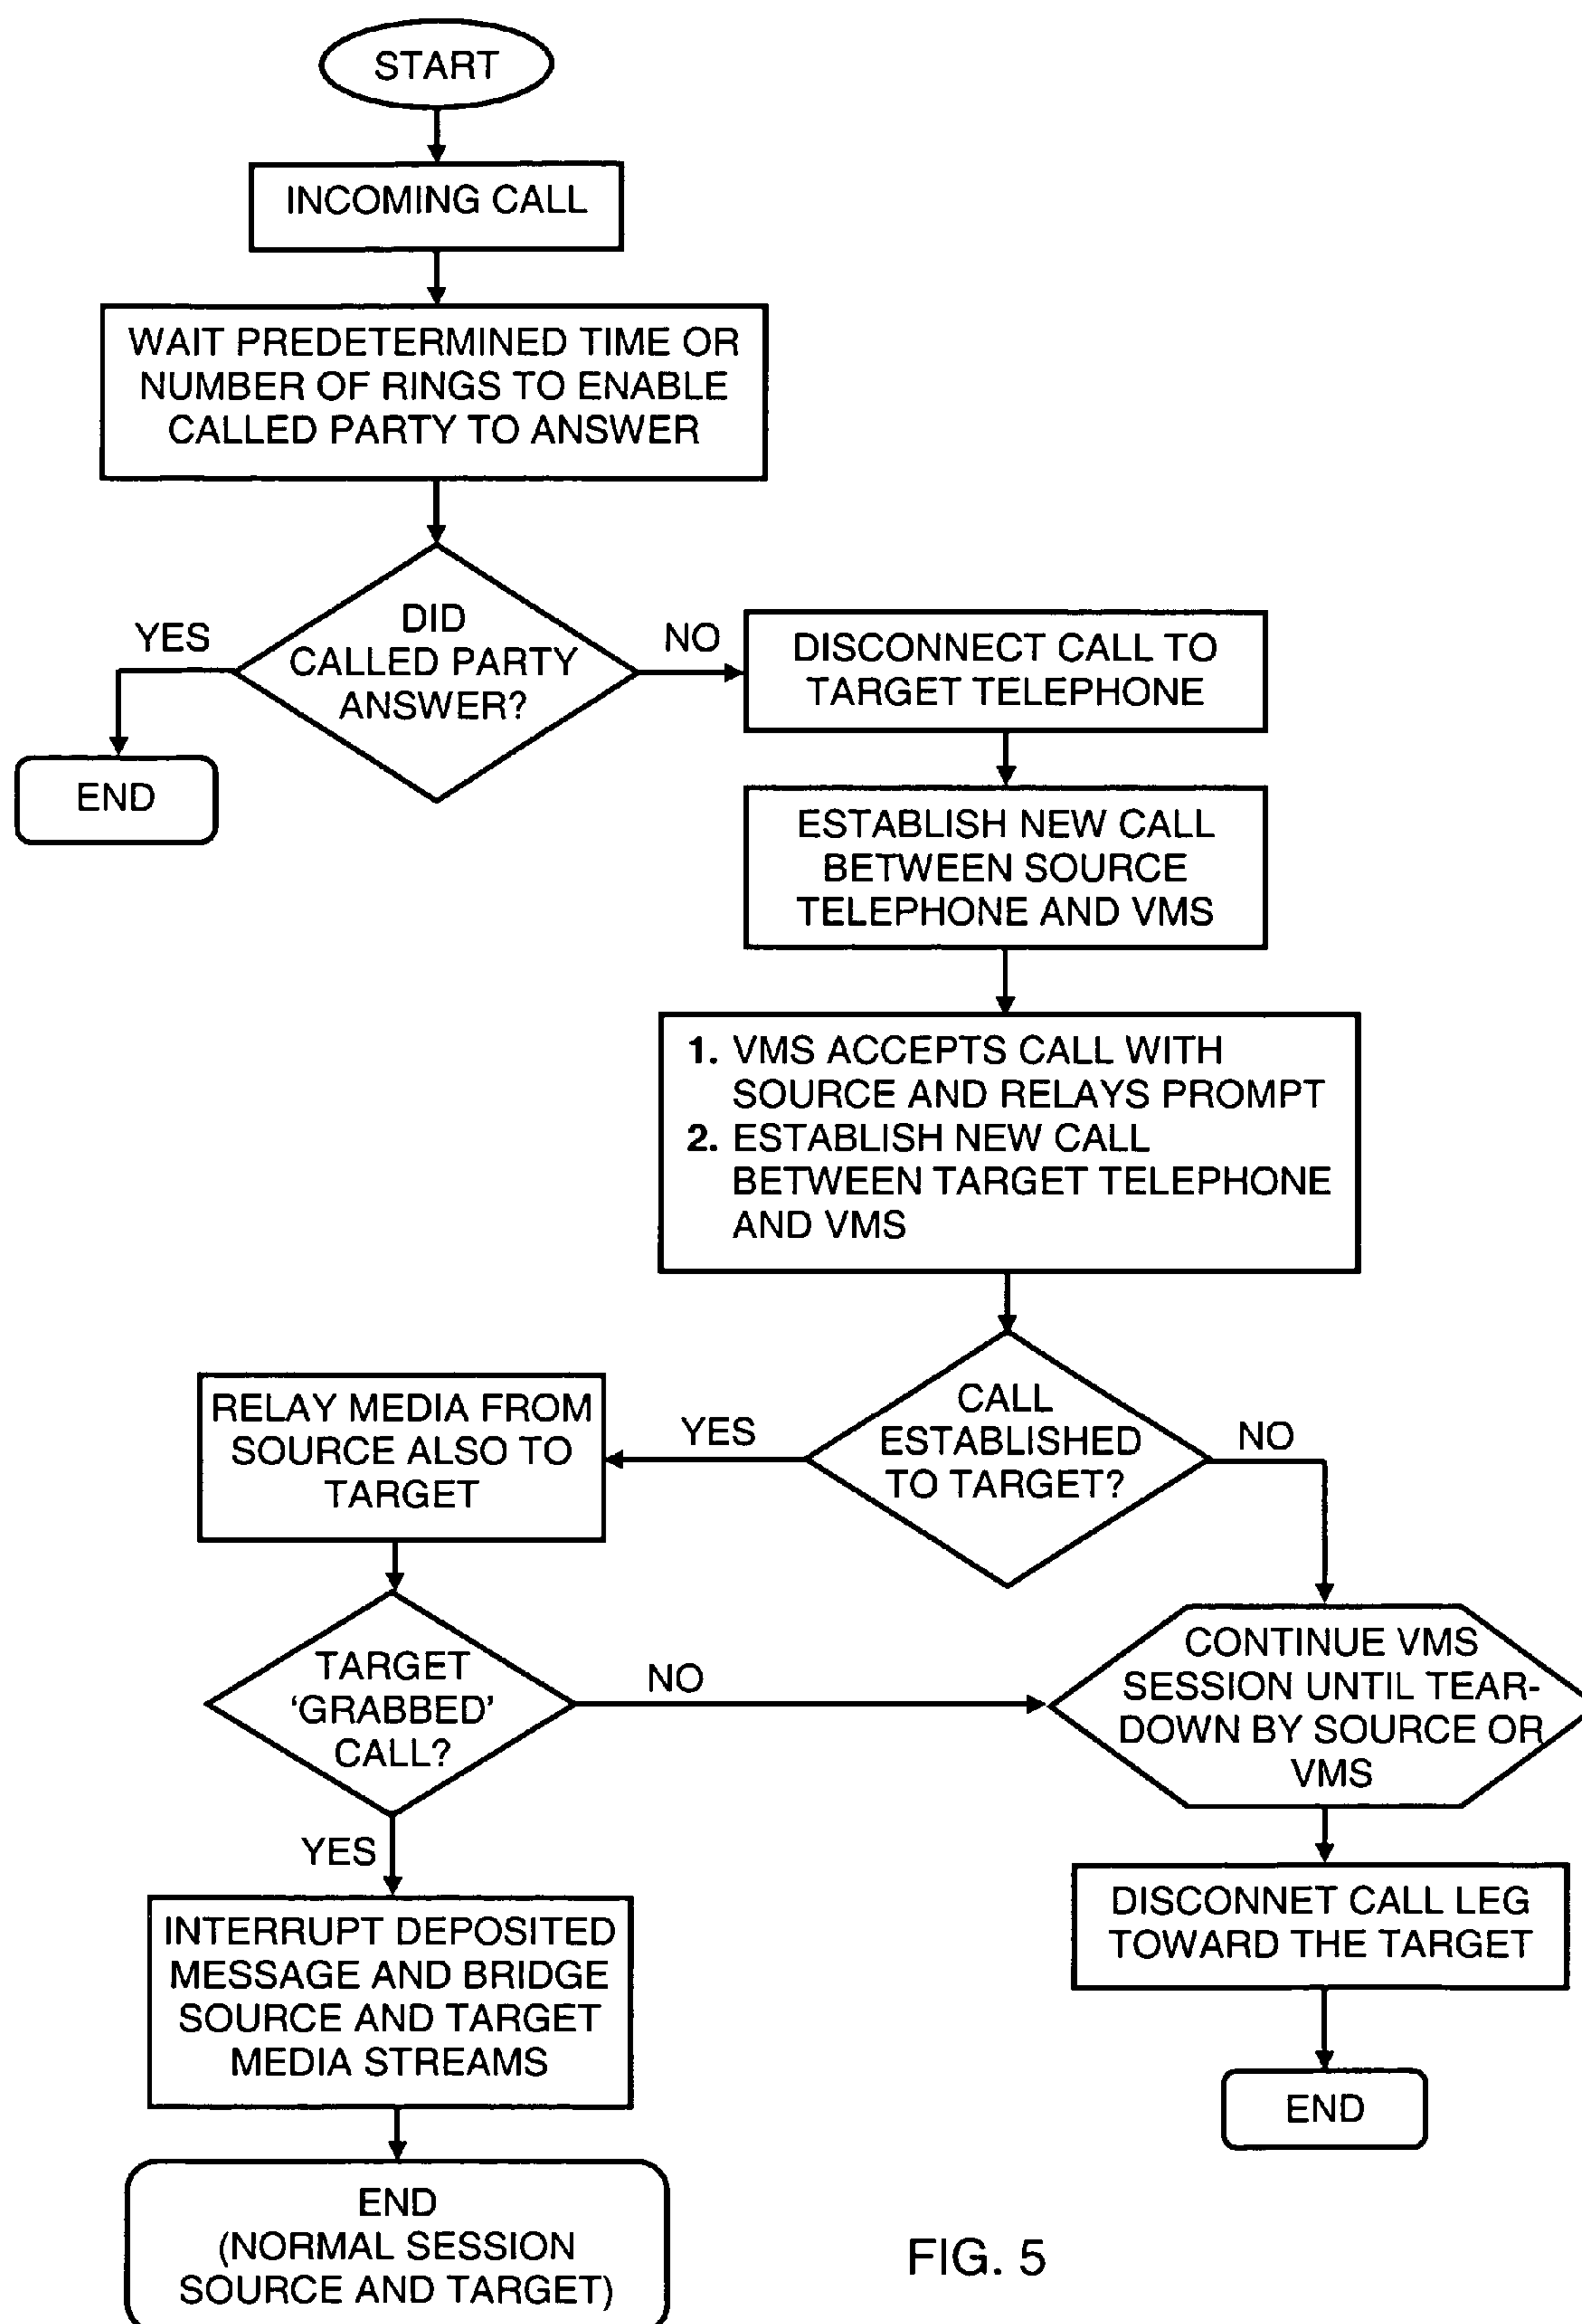 START
INCOMING CALL
WAIT PREDETERMINED TIME OR
NUMBER OF RINGS TO ENABLE
CALLED PARTY TO ANSWER
DID
CALLED PARTY
ANSWER?
YES
NO
END
DISCONNECT CALL TO
TARGET TELEPHONE
ESTABLISH NEW CALL
BETWEEN SOURCE
TELEPHONE AND VMS
1. VMS ACCEPTS CALL WITH
SOURCE AND RELAYS PROMPT
2. ESTABLISH NEW CALL
BETWEEN TARGET TELEPHONE
AND VMS
CALL
ESTABLISHED
TO TARGET?
YES
NO
RELAY MEDIA FROM
SOURCE ALSO TO
TARGET
TARGET
‘GRABBED’
CALL?
NO
YES
CONTINUE VMS
SESSION UNTIL TEAR-
DOWN BY SOURCE OR
VMS
DISCONNET CALL LEG
TOWARD THE TARGET
END
INTERRUPT DEPOSITED
MESSAGE AND BRIDGE
SOURCE AND TARGET
MEDIA STREAMS
END
(NORMAL SESSION
SOURCE AND TARGET)
FIG. 5